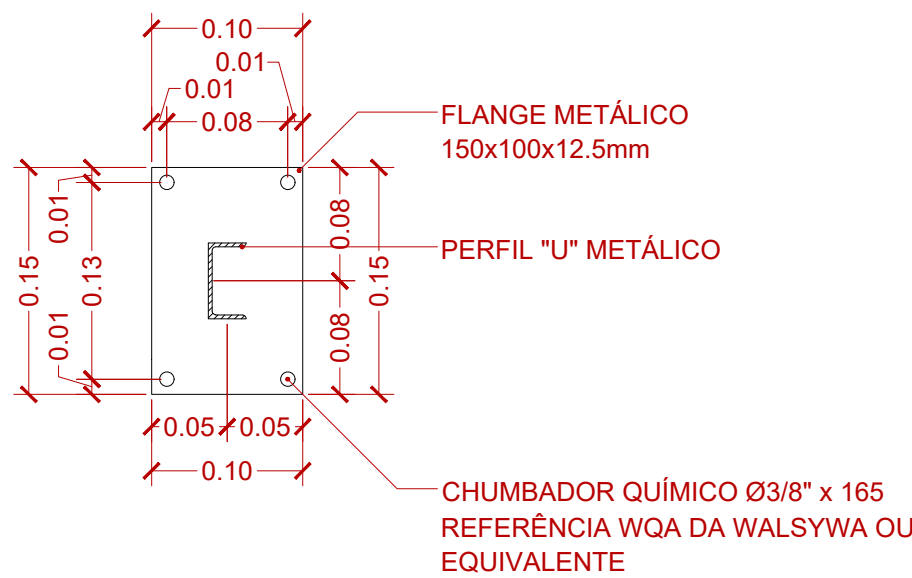 0.10
0.01
0.01
0.08
FLANGE METÁLICO
150x100x12.5mm
0.01
0.08
0.15
0.13
0.15
PERFIL "U" METÁLICO
0.01
0.08
0.05
0.05
0.10
CHUMBADOR QUÍMICO Ø3/8" x 165
REFERÊNCIA WQA DA WALSYWA OU
EQUIVALENTE